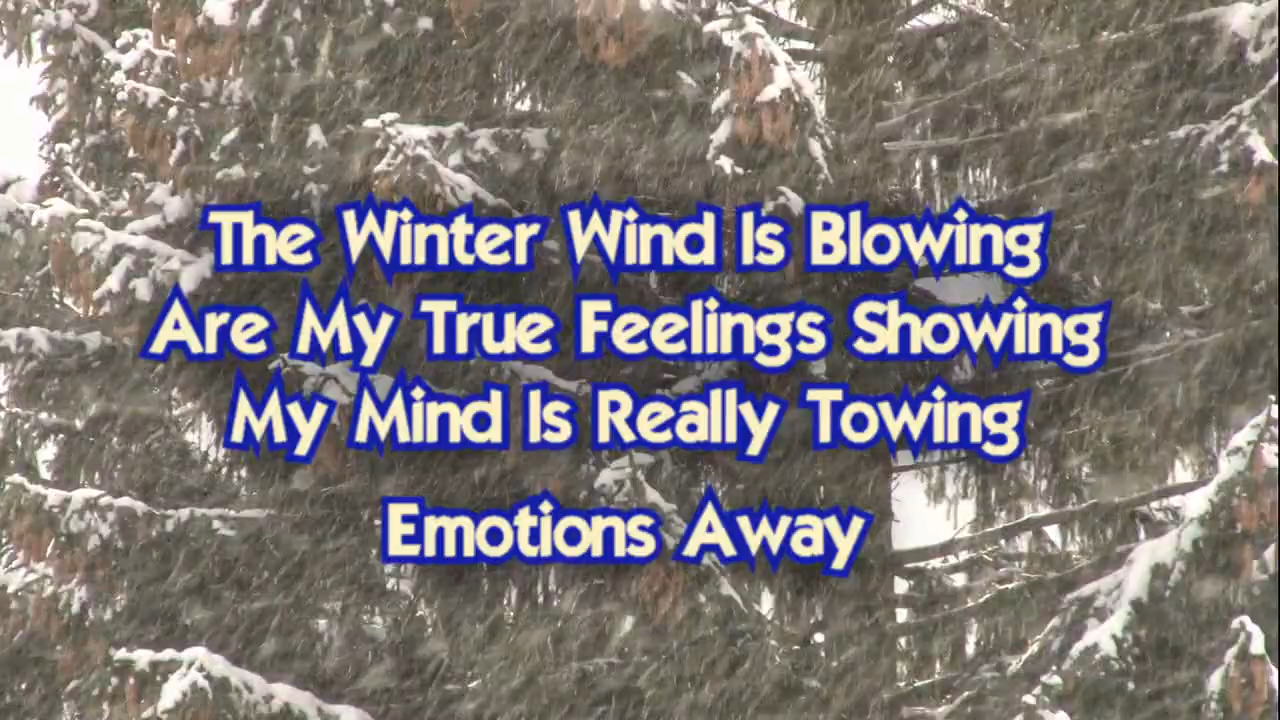 The Winter Wind Is Blowing
Are My True Feelings Showing
My Mind Is Really Towing
Emotions Away